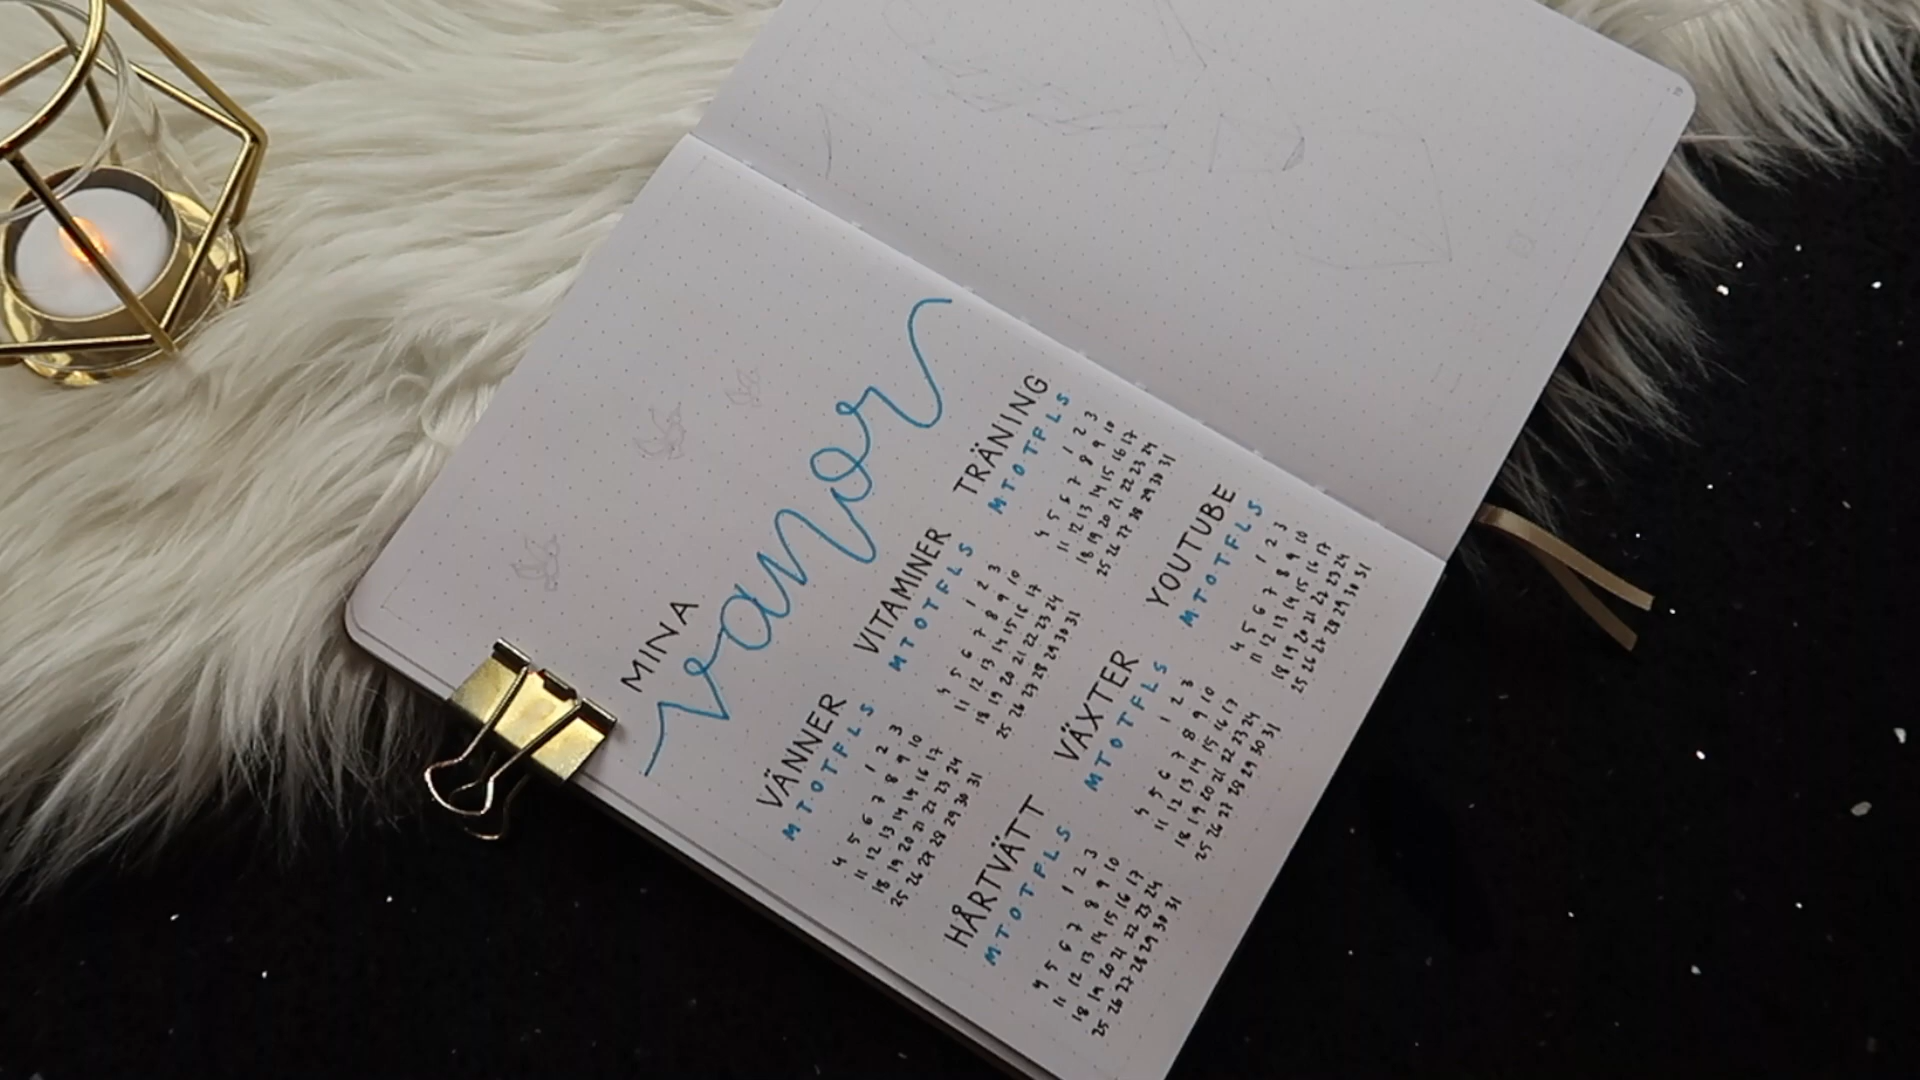 MINA
vanor
VÄNNER
M T O T F L S
1 2 3
4 5 6 7 8 9 10
11 12 13 14 15 16 17
18 19 20 21 22 23 24
25 26 27 28 29 30 31
VITAMINER
M T O T F L S
1 2 3
4 5 6 7 8 9 10
11 12 13 14 15 16 17
18 19 20 21 22 23 24
25 26 27 28 29 30 31
TRÄNING
M T O T F L S
1 2 3
4 5 6 7 8 9 10
11 12 13 14 15 16 17
18 19 20 21 22 23 24
25 26 27 28 29 30 31
HÅRTVÄTT
M T O T F L S
1 2 3
4 5 6 7 8 9 10
11 12 13 14 15 16 17
18 19 20 21 22 23 24
25 26 27 28 29 30 31
VÄXTER
M T O T F L S
1 2 3
4 5 6 7 8 9 10
11 12 13 14 15 16 17
18 19 20 21 22 23 24
25 26 27 28 29 30 31
YOUTUBE
M T O T F L S
1 2 3
4 5 6 7 8 9 10
11 12 13 14 15 16 17
18 19 20 21 22 23 24
25 26 27 28 29 30 31